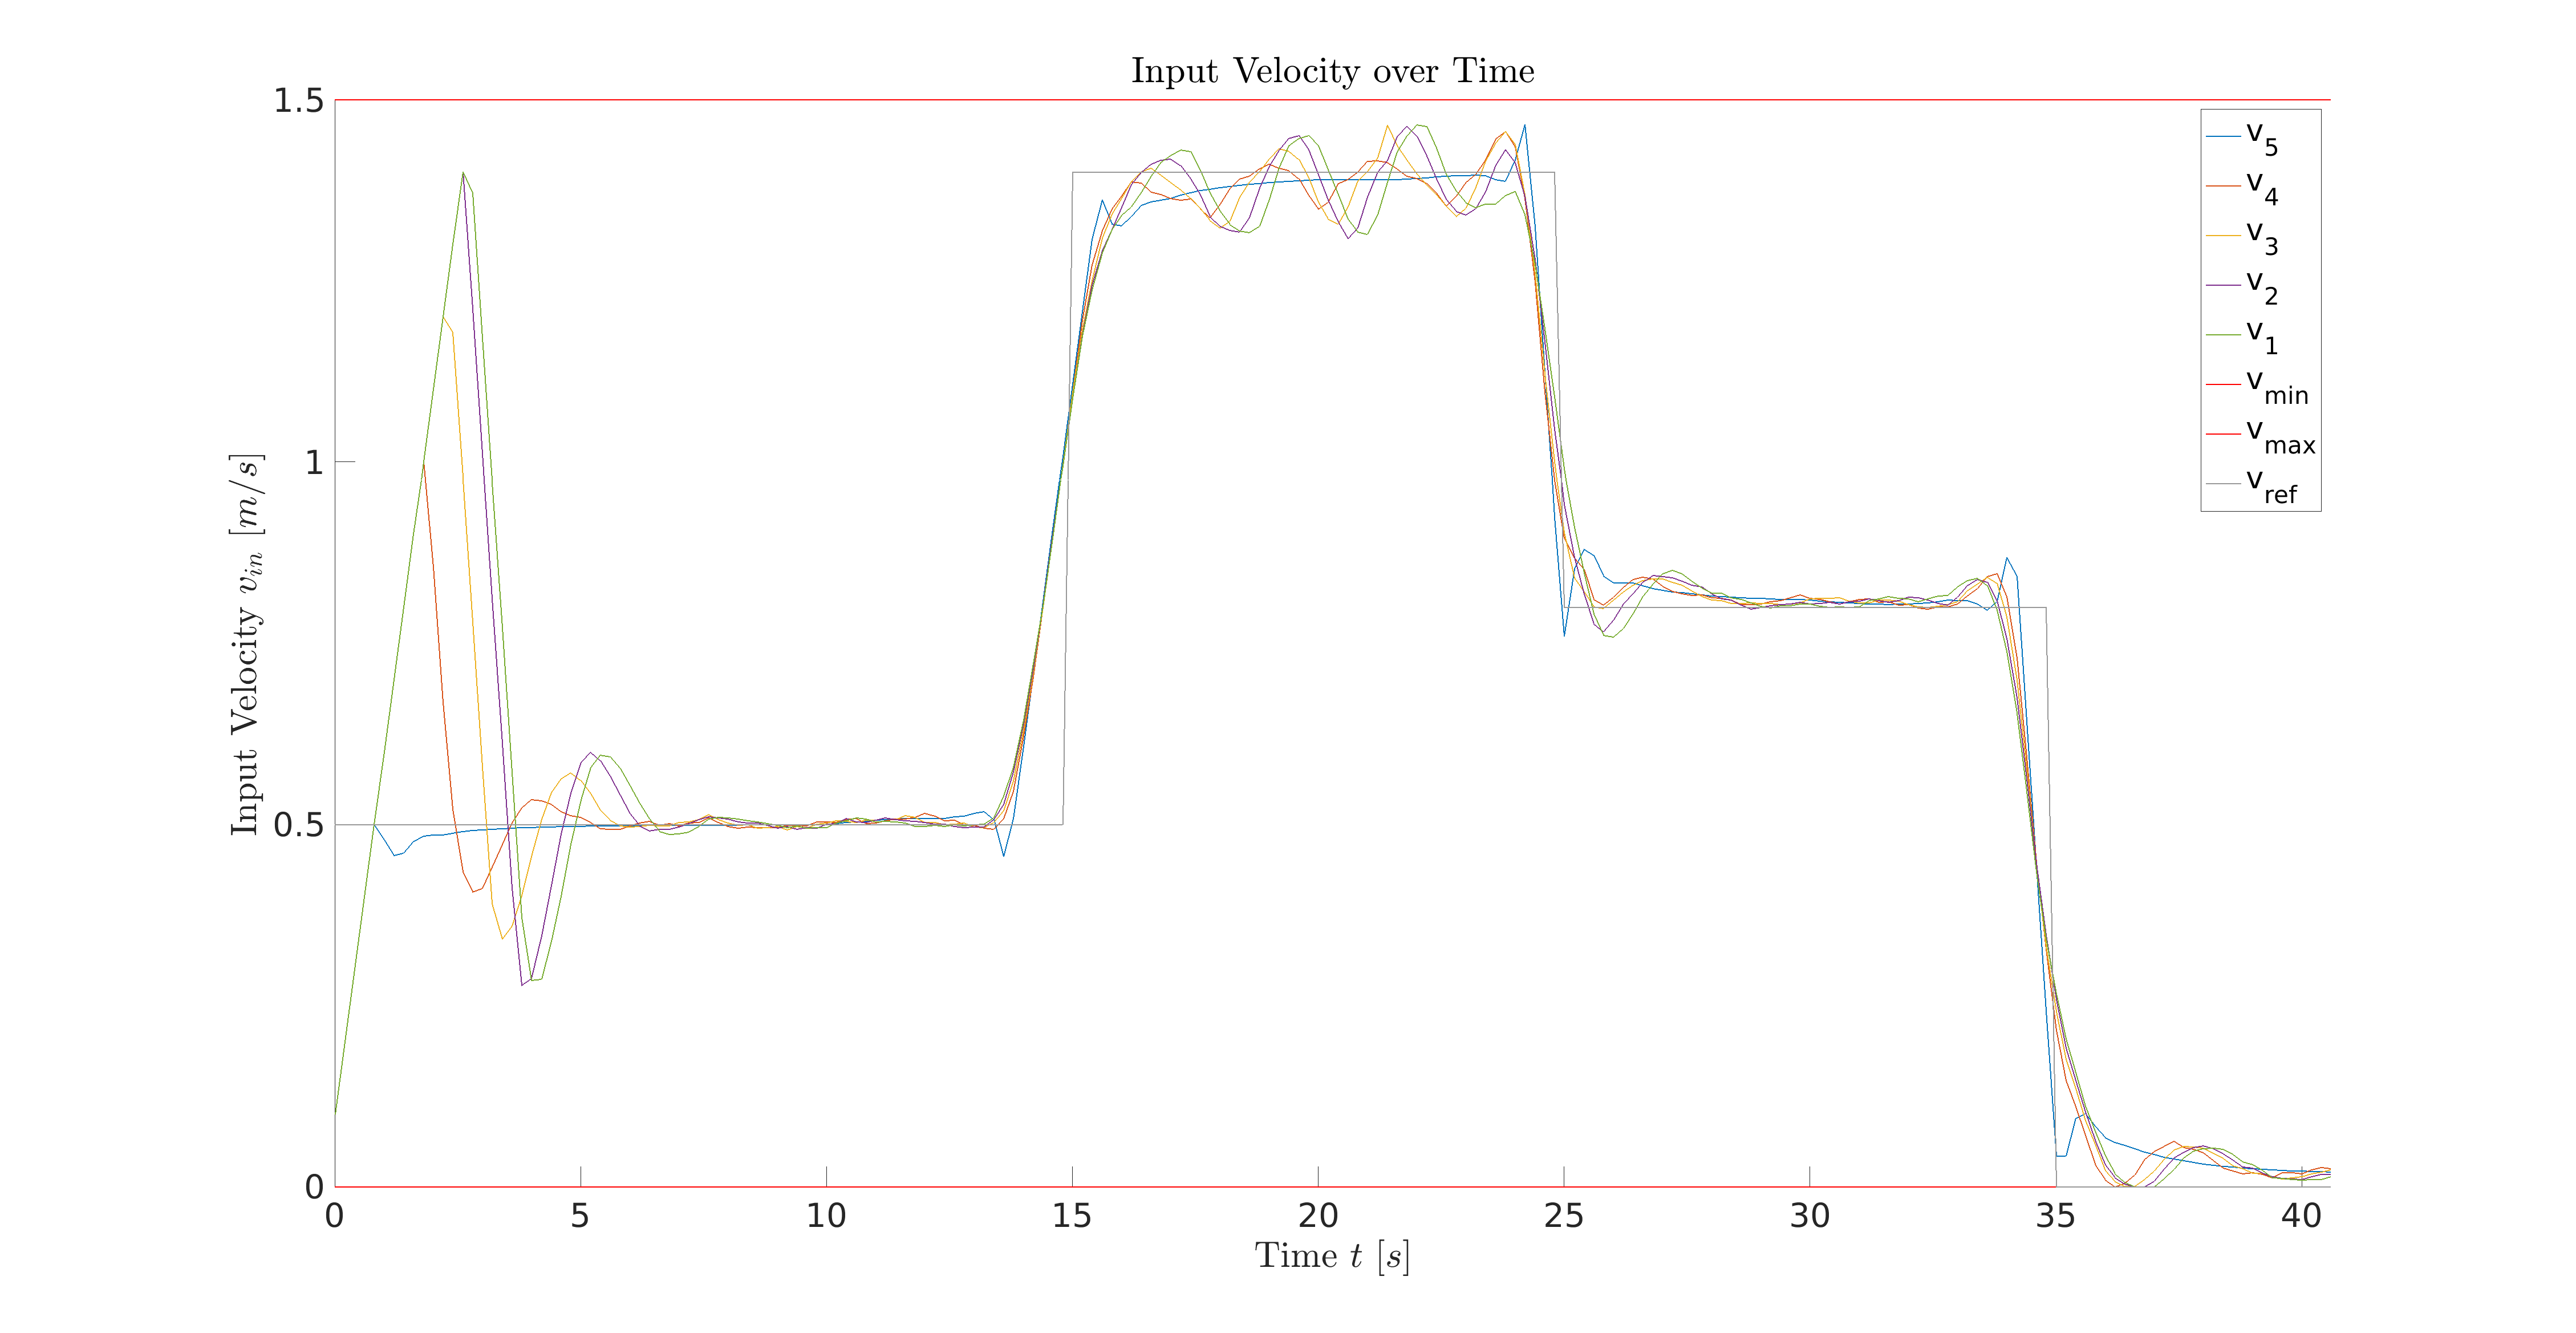 Input Velocity over Time
1.5
1
0.5
0
Input Velocity v_in [m/s]
v_5
v_4
v_3
v_2
v_1
v_min
v_max
v_ref
0 5 10 15 20 25 30 35 40
Time t [s]